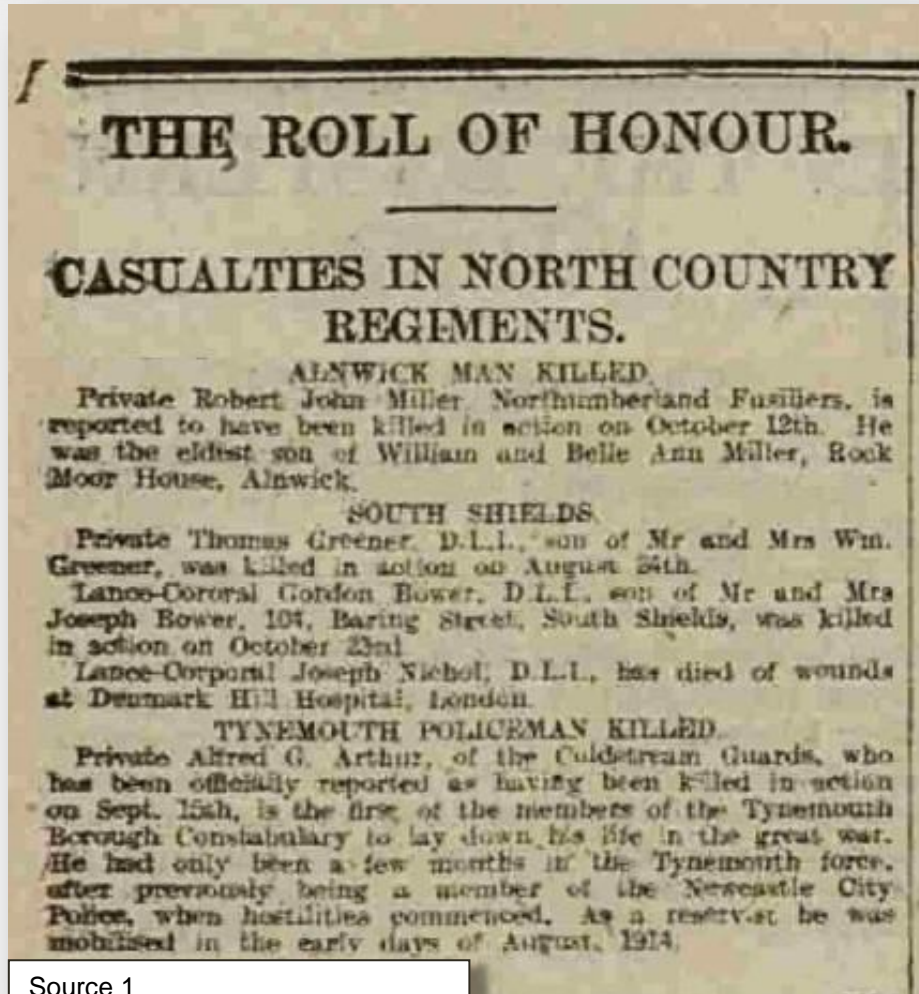 THE ROLL OF HONOUR.
CASUALTIES IN NORTH COUNTRY
REGIMENTS.
ALNWICK MAN KILLED.
Private Robert John Miller, Northumberland Fusiliers, is
reported to have been killed in action on October 12th. He
was the eldest son of William and Belle Ann Miller, Rock
Moor House, Alnwick.
SOUTH SHIELDS.
Private Thomas Greener, D.L.I., son of Mr and Mrs Wm.
Greener, was killed in action on August
Lance-Cororal Gordon Bower, D.L.I., son of Mr and Mrs
Joseph Bower, Baring Street, South Shields, was killed
in action on October 23rd.
Lance-Corporal Joseph Nichol, D.L.I., has died of wounds
at Denmark Hill Hospital, London.
TYNEMOUTH POLICEMAN KILLED.
Private Alfred G. Arthur, of the Coldstream Guards, who
has been officially reported as having been killed in action
on Sept. 15th, is the first of the members of the Tynemouth
Borough Constabulary to lay down his life in the great war.
He had only been a few months in the Tynemouth force,
after previously being a member of the Newcastle City
Police, when hostilities commenced. As a reservist he was
mobilised in the early days of August, 1914.
Source 1